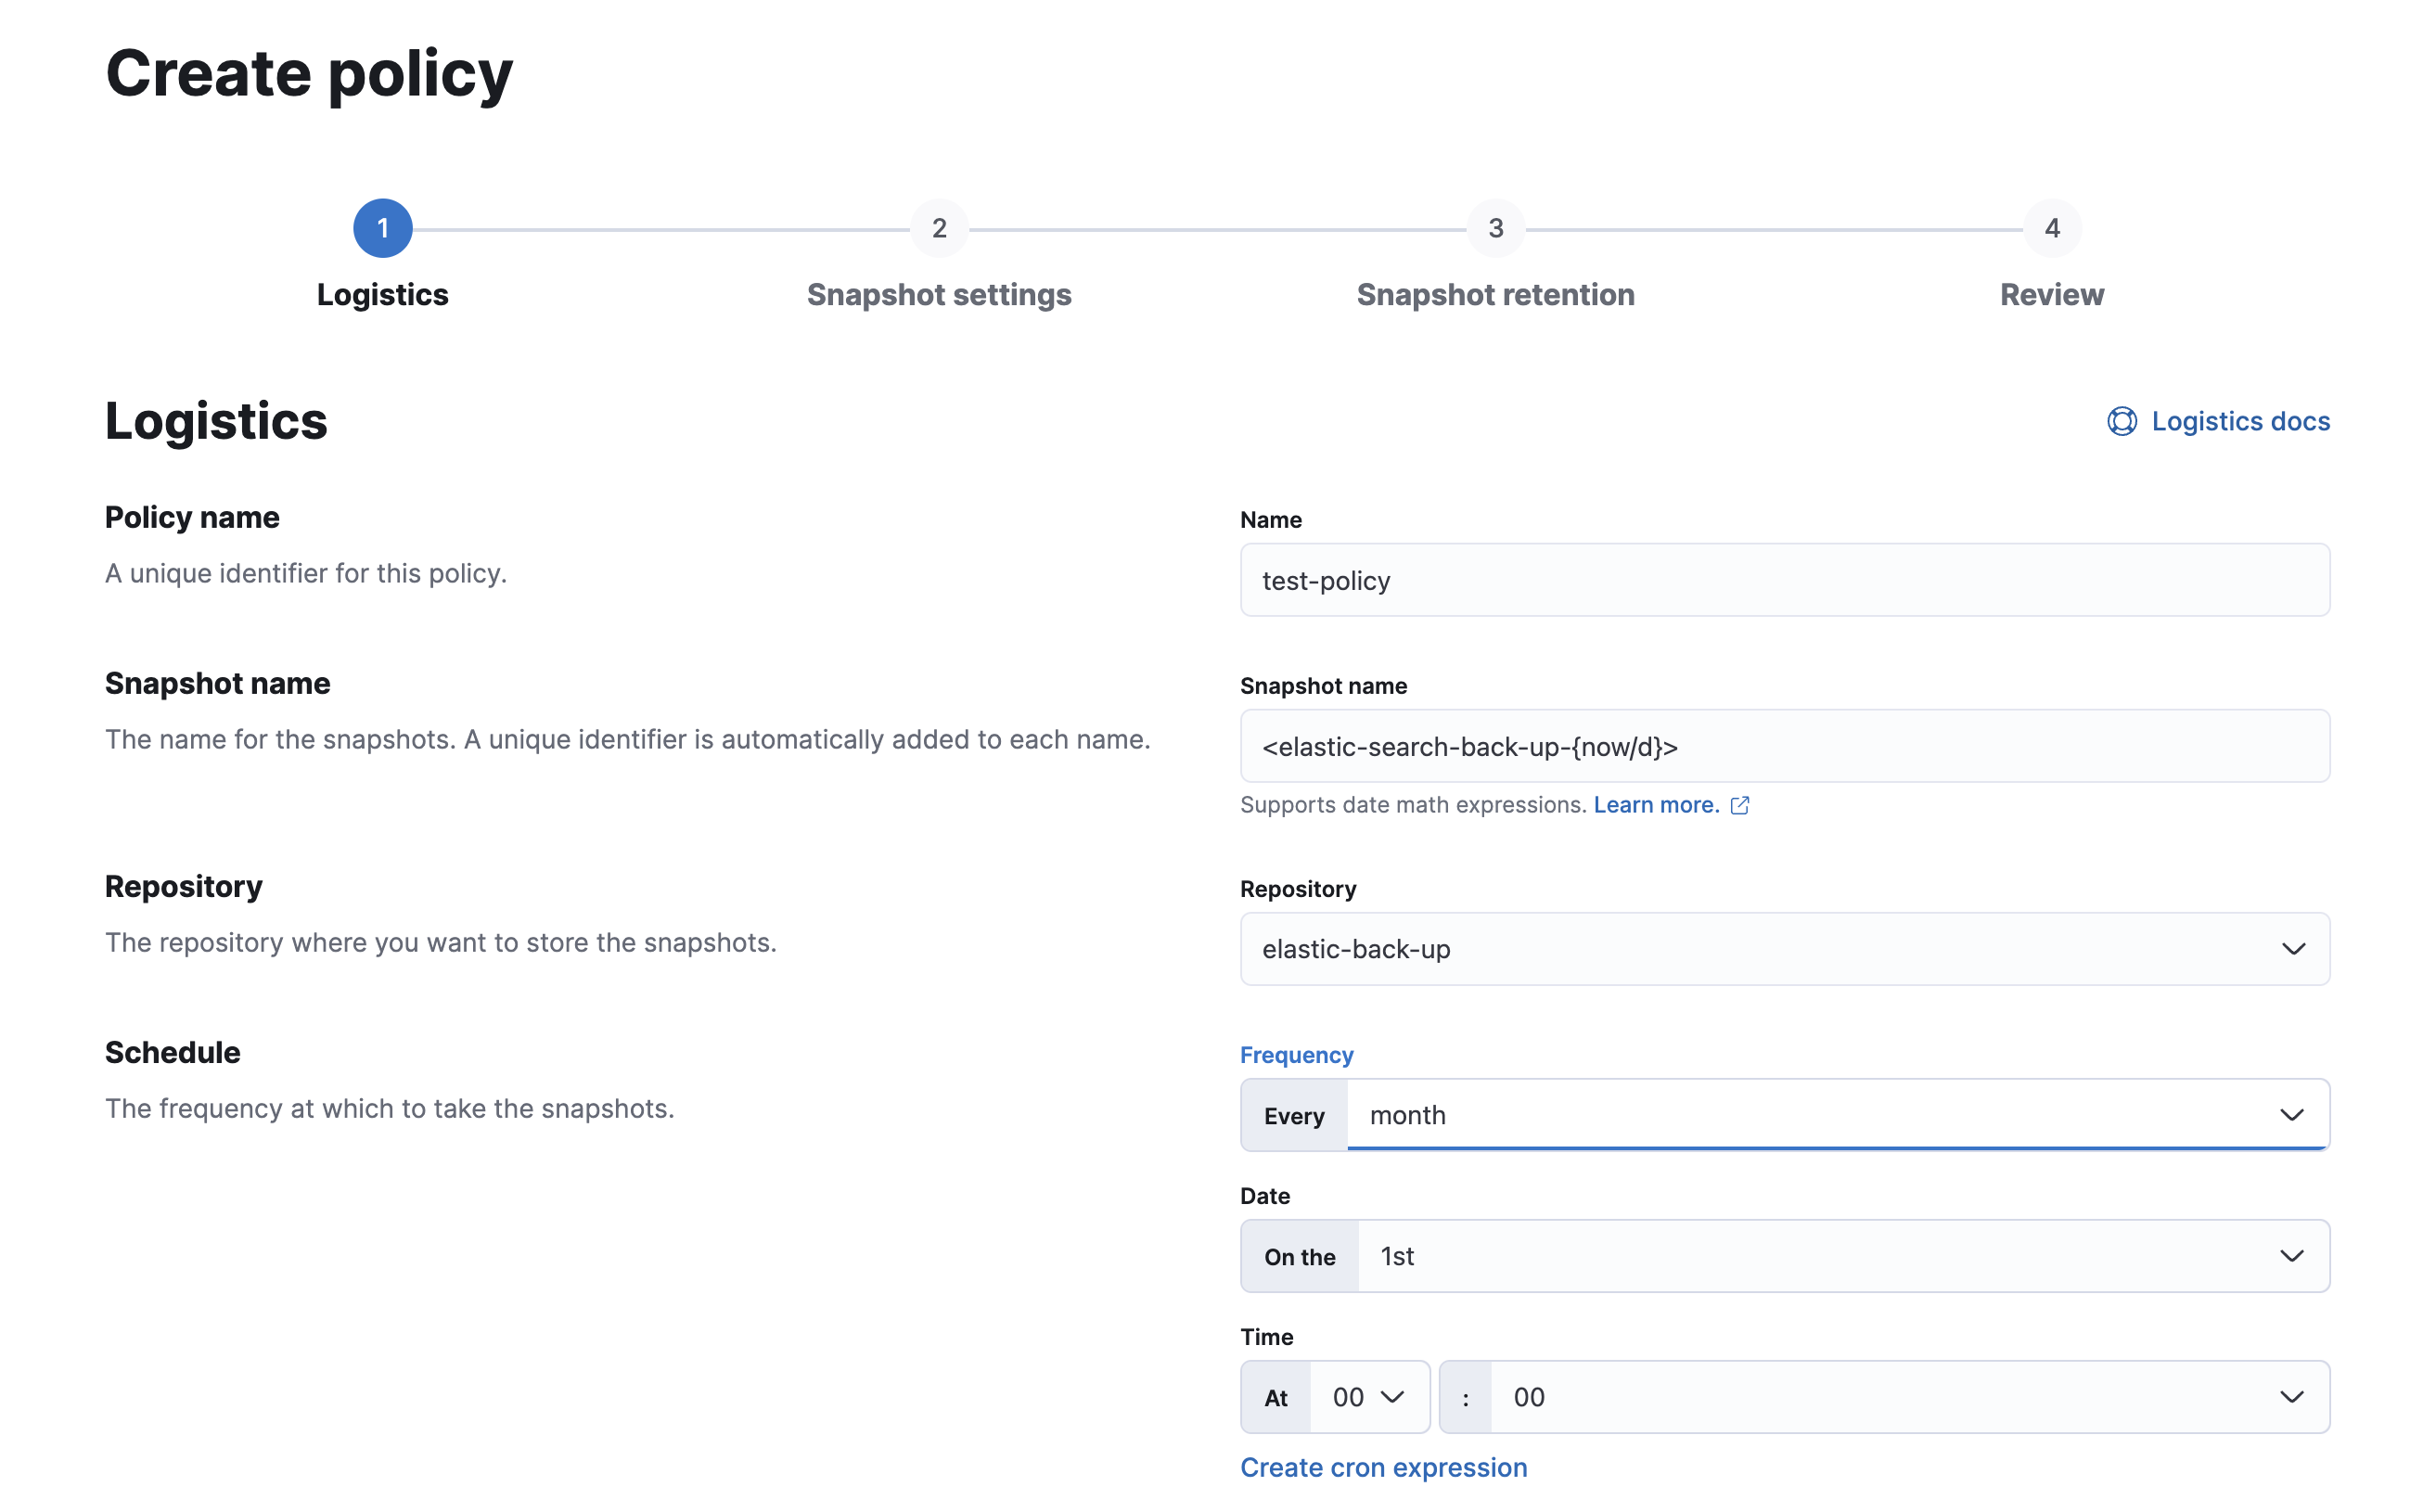 Create policy
1
2
3
4
Logistics
Snapshot settings
Snapshot retention
Review
Logistics
Logistics docs
Policy name
A unique identifier for this policy.
Name
test-policy
Snapshot name
The name for the snapshots. A unique identifier is automatically added to each name.
Snapshot name
<elastic-search-back-up-{now/d}>
Supports date math expressions. Learn more.
Repository
The repository where you want to store the snapshots.
Repository
elastic-back-up
Schedule
The frequency at which to take the snapshots.
Frequency
Every month
Date
On the 1st
Time
At 00 : 00
Create cron expression